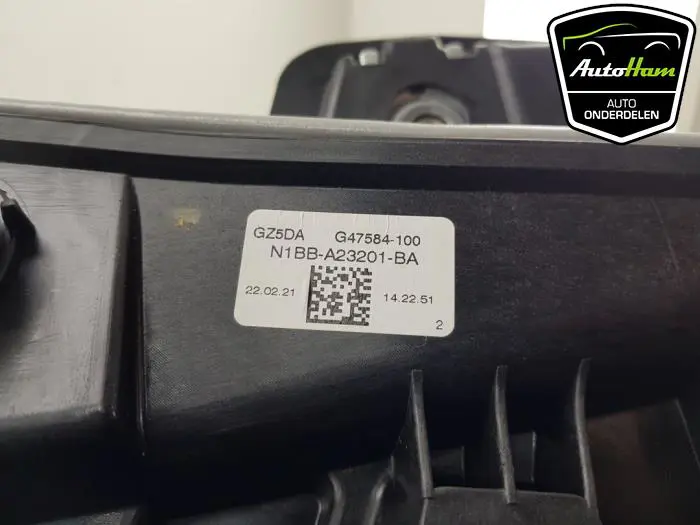 AutoHam
AUTO
ONDERDELEN
GZ5DA G47584-100
N1BB-A23201-BA
22.02.21 14.22.51
2